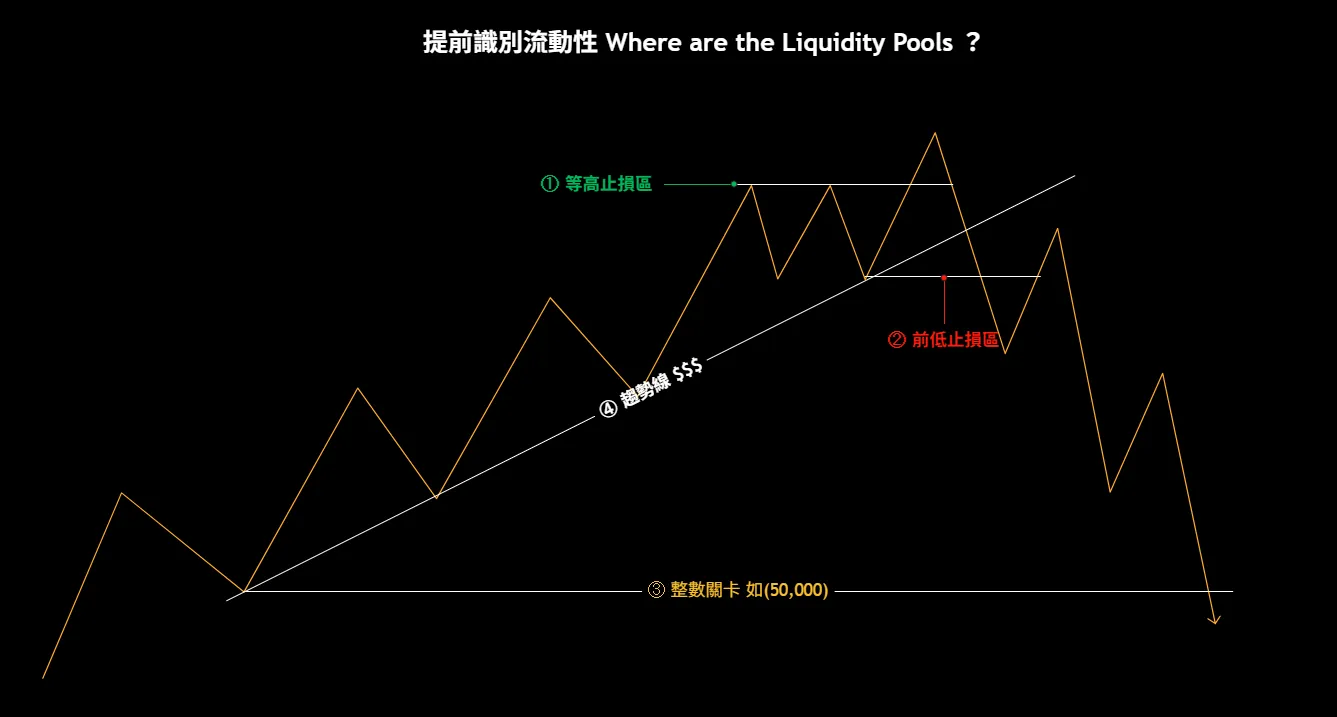 提前識別流動性 Where are the Liquidity Pools ？
① 等高止損區
② 前低止損區
④ 趨勢線 $$$
③ 整數關卡 如(50,000)